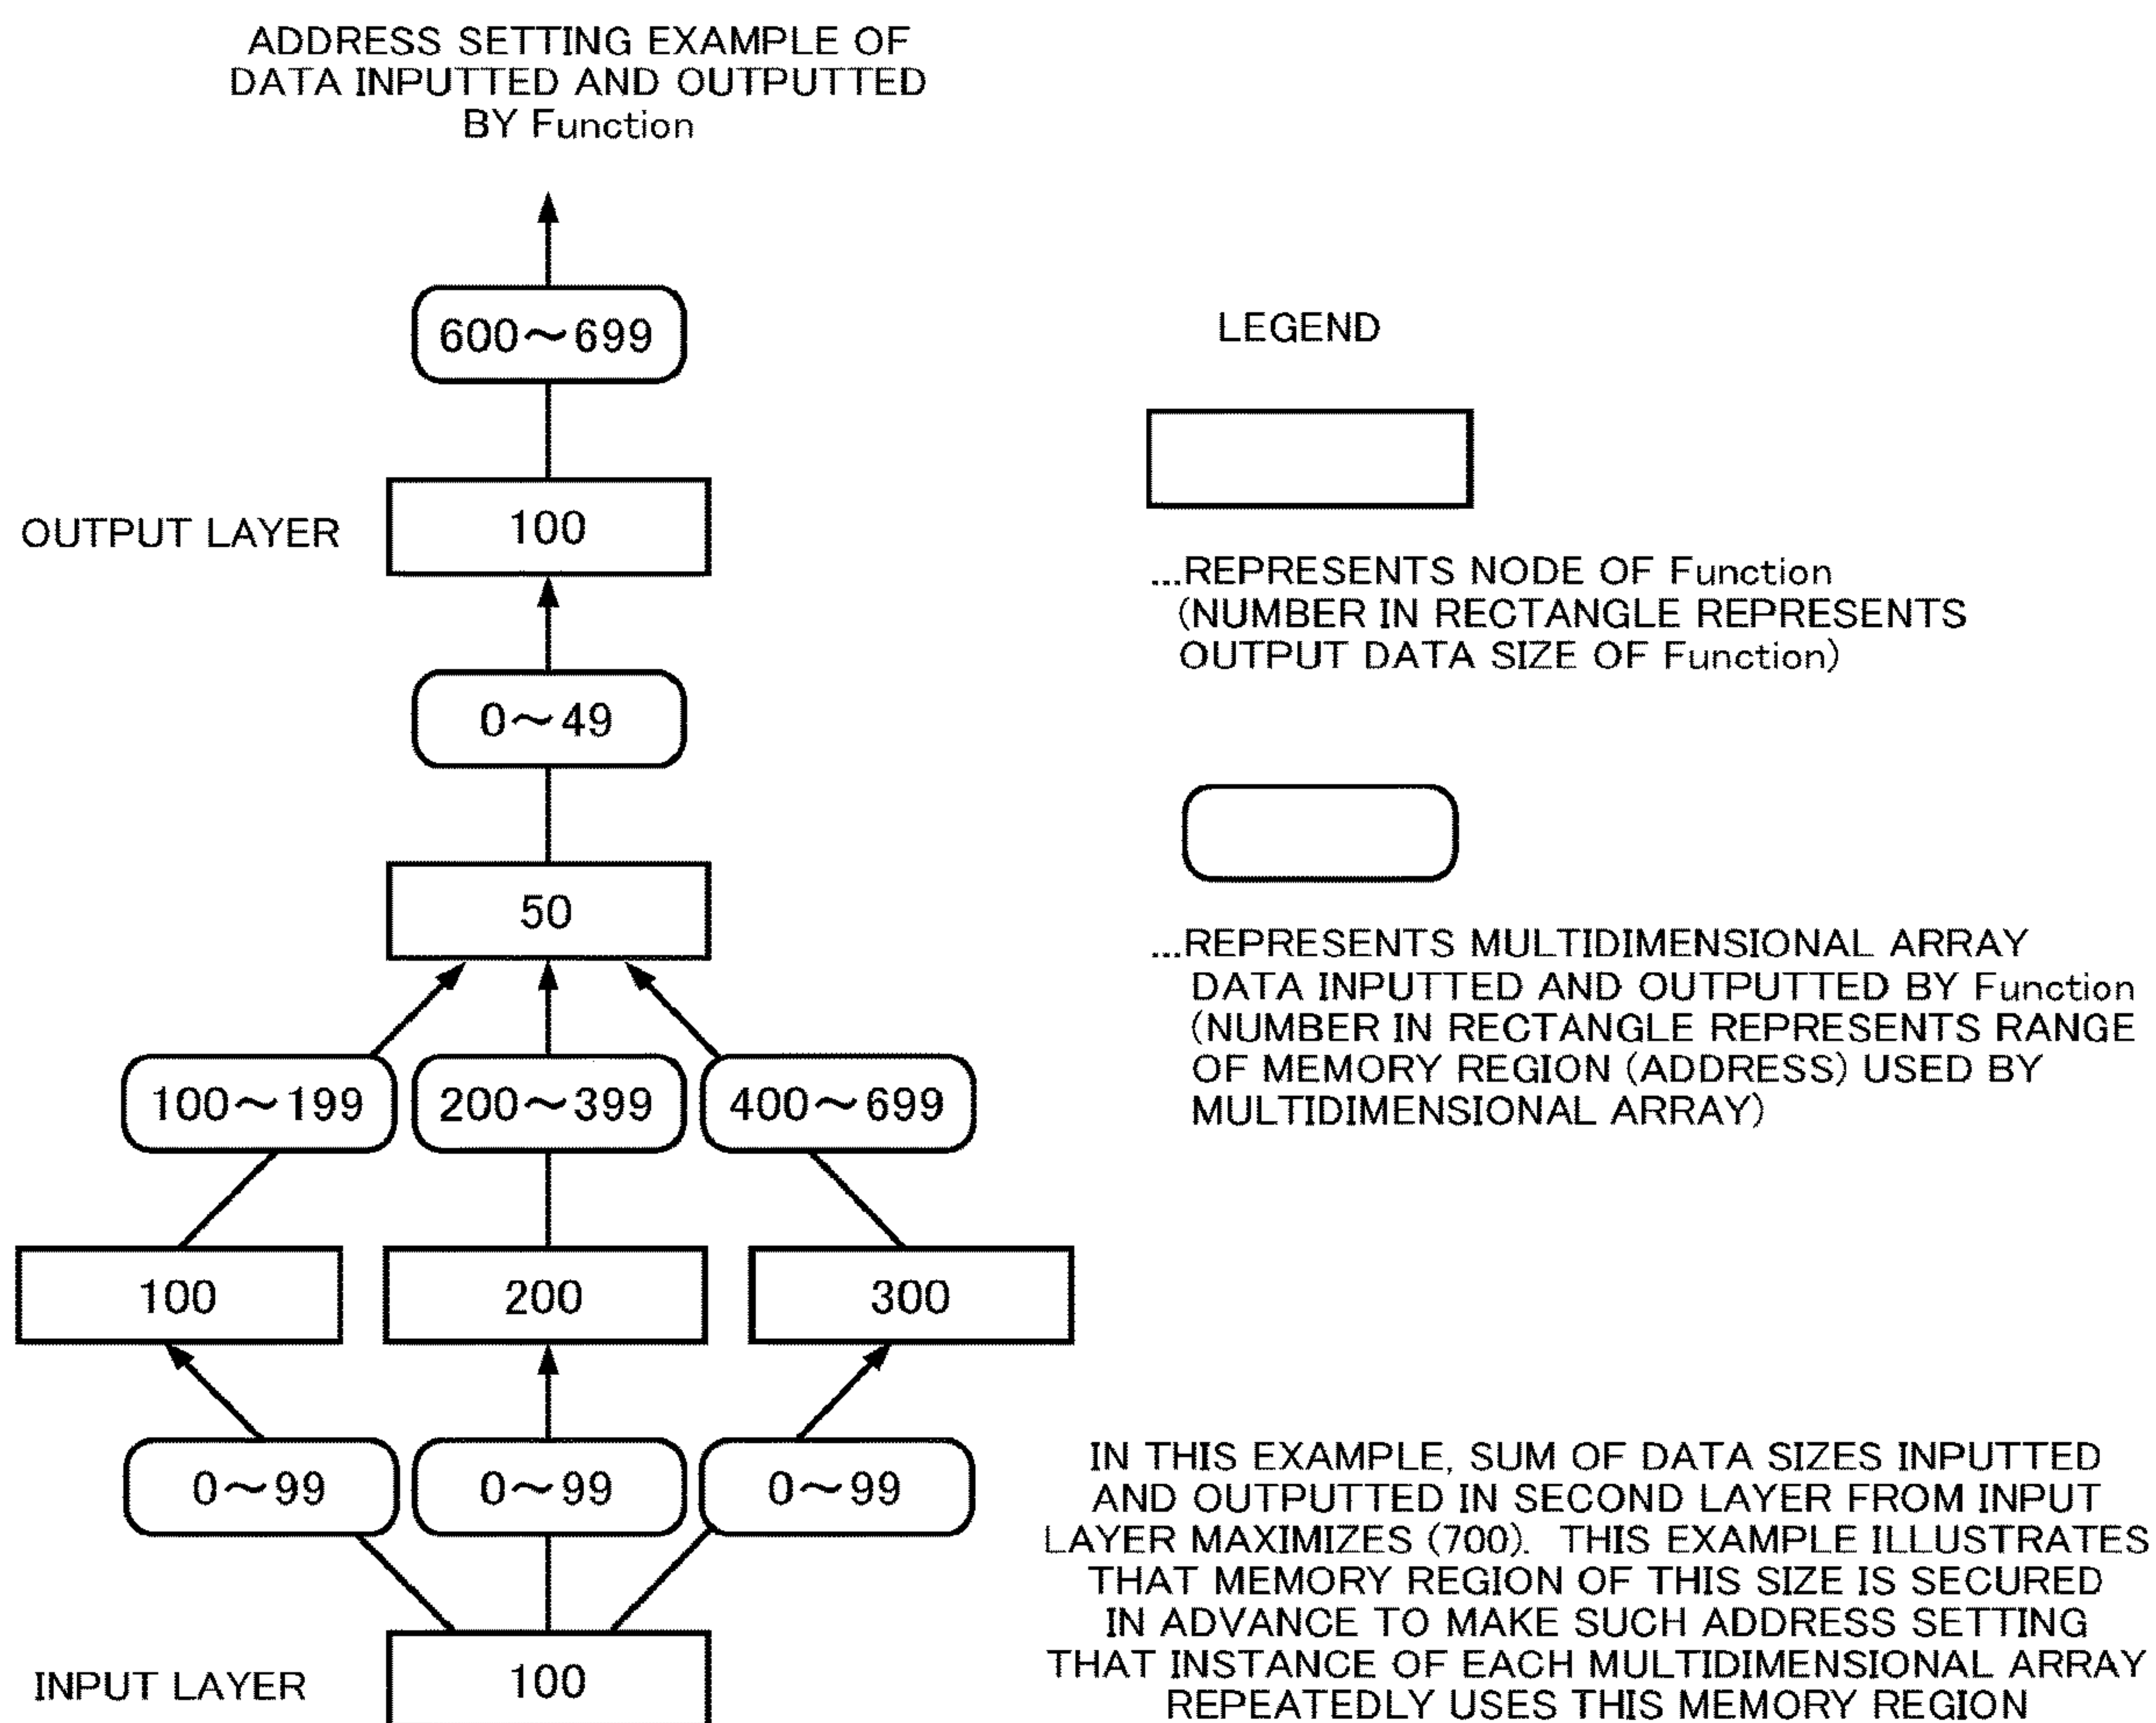 ADDRESS SETTING EXAMPLE OF
DATA INPUTTED AND OUTPUTTED
BY Function
600～699
OUTPUT LAYER
100
0～49
50
100～199
200～399
400～699
100
200
300
0～99
0～99
0～99
INPUT LAYER
100
LEGEND
...REPRESENTS NODE OF Function
(NUMBER IN RECTANGLE REPRESENTS
OUTPUT DATA SIZE OF Function)
...REPRESENTS MULTIDIMENSIONAL ARRAY
DATA INPUTTED AND OUTPUTTED BY Function
(NUMBER IN RECTANGLE REPRESENTS RANGE
OF MEMORY REGION (ADDRESS) USED BY
MULTIDIMENSIONAL ARRAY)
IN THIS EXAMPLE, SUM OF DATA SIZES INPUTTED
AND OUTPUTTED IN SECOND LAYER FROM INPUT
LAYER MAXIMIZES (700). THIS EXAMPLE ILLUSTRATES
THAT MEMORY REGION OF THIS SIZE IS SECURED
IN ADVANCE TO MAKE SUCH ADDRESS SETTING
THAT INSTANCE OF EACH MULTIDIMENSIONAL ARRAY
REPEATEDLY USES THIS MEMORY REGION